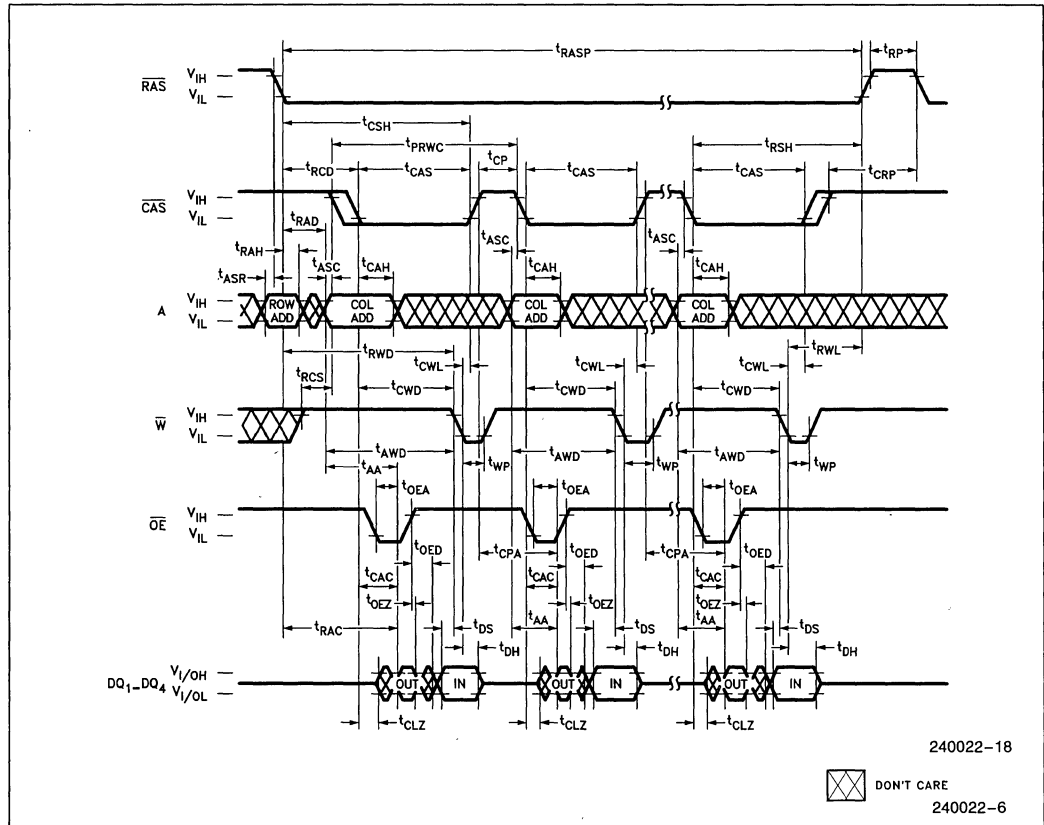 tRASP tRP
RAS VIH
VIL
tCSH
tPRWC tRSH
tRCD tCAS tCP tCAS tCAS tCRP
CAS VIH
VIL
tRAD
tRAH tASC tASC
tASR tASC tCAH tCAH tCAH
A VIH
VIL
ROW ADD
COL ADD
COL ADD
COL ADD
tRWD tRWL
tRCS tCWL tCWL tCWL
tCWD tCWD tCWD
W VIH
VIL
tAWD tWP tAWD tWP tAWD tWP
tAA
tOEA tOEA tOEA
OE VIH
VIL
tOED tCPA tOED tCPA tOED
tCAC tCAC tCAC
tOEZ tOEZ tOEZ
tRAC tDS tAA tDS tAA tDS
tDH tDH tDH
DQ1–DQ4 VI/OH
VI/OL
OUT IN OUT IN OUT IN
tCLZ tCLZ tCLZ
240022–18
DON'T CARE
240022–6